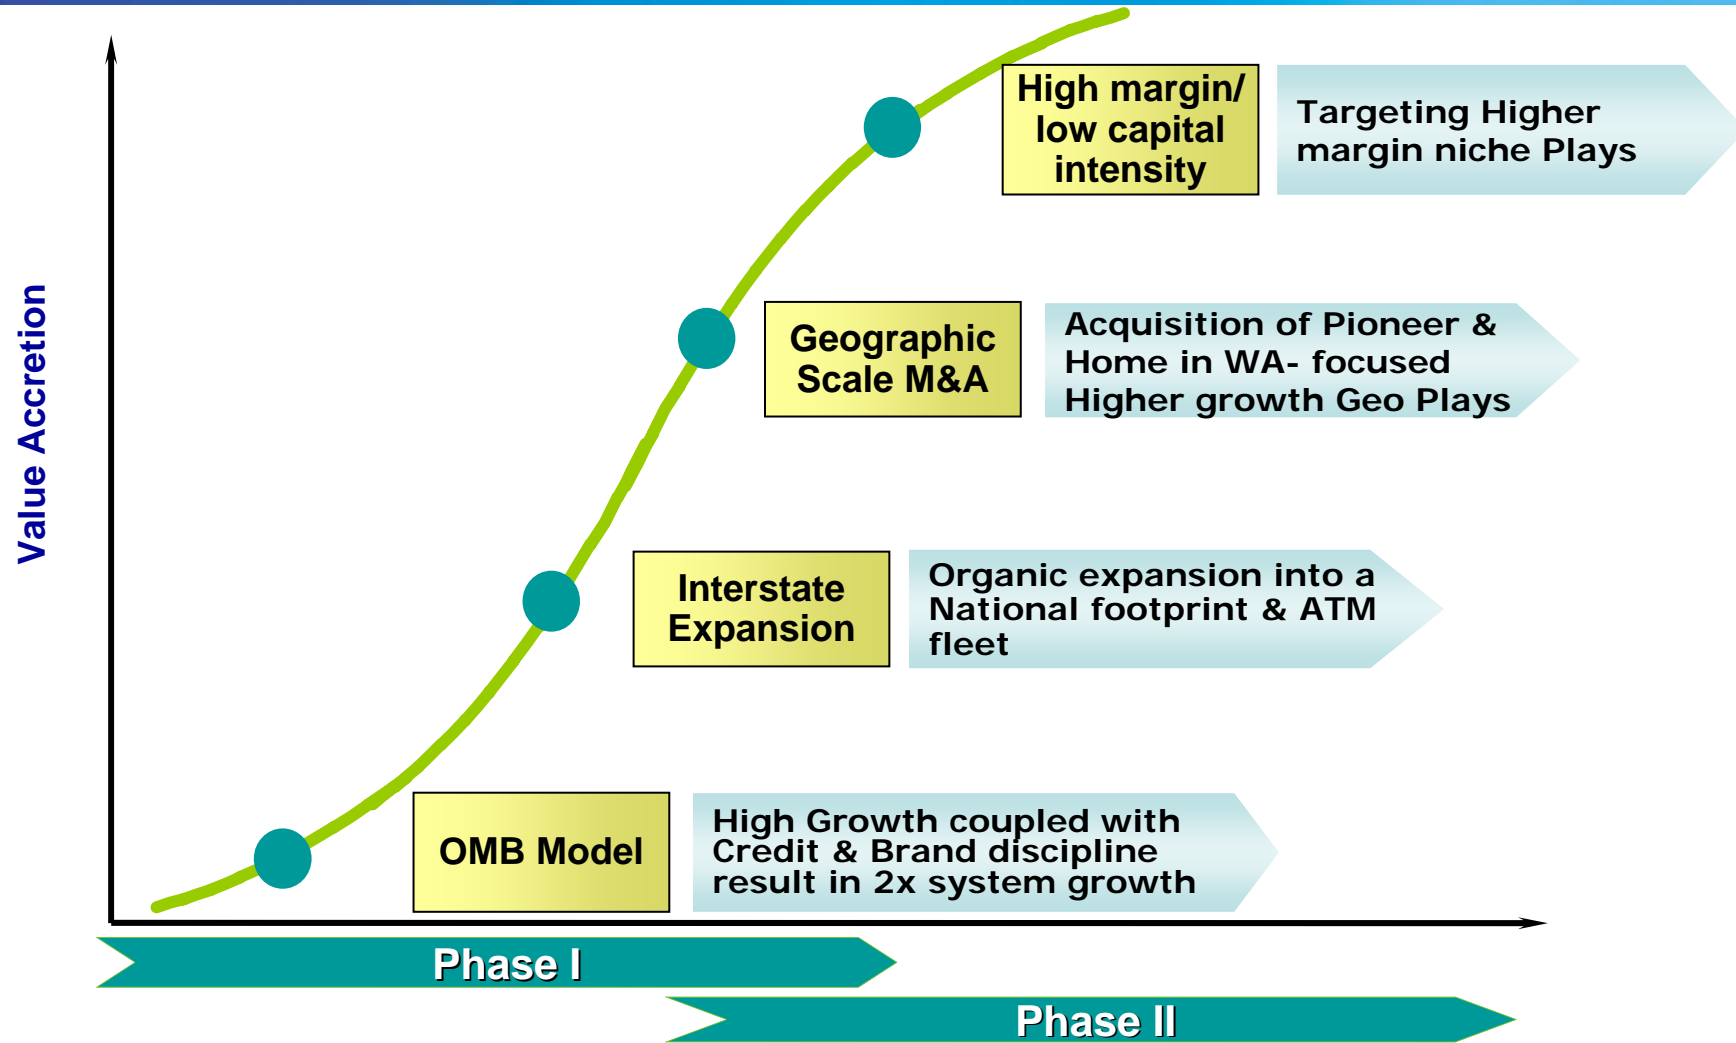 High margin/
low capital
intensity
Targeting Higher
margin niche Plays
Value Accretion
Geographic
Scale M&A
Acquisition of Pioneer &
Home in WA- focused
Higher growth Geo Plays
Interstate
Expansion
Organic expansion into a
National footprint & ATM
fleet
OMB Model
High Growth coupled with
Credit & Brand discipline
result in 2x system growth
Phase I
Phase II